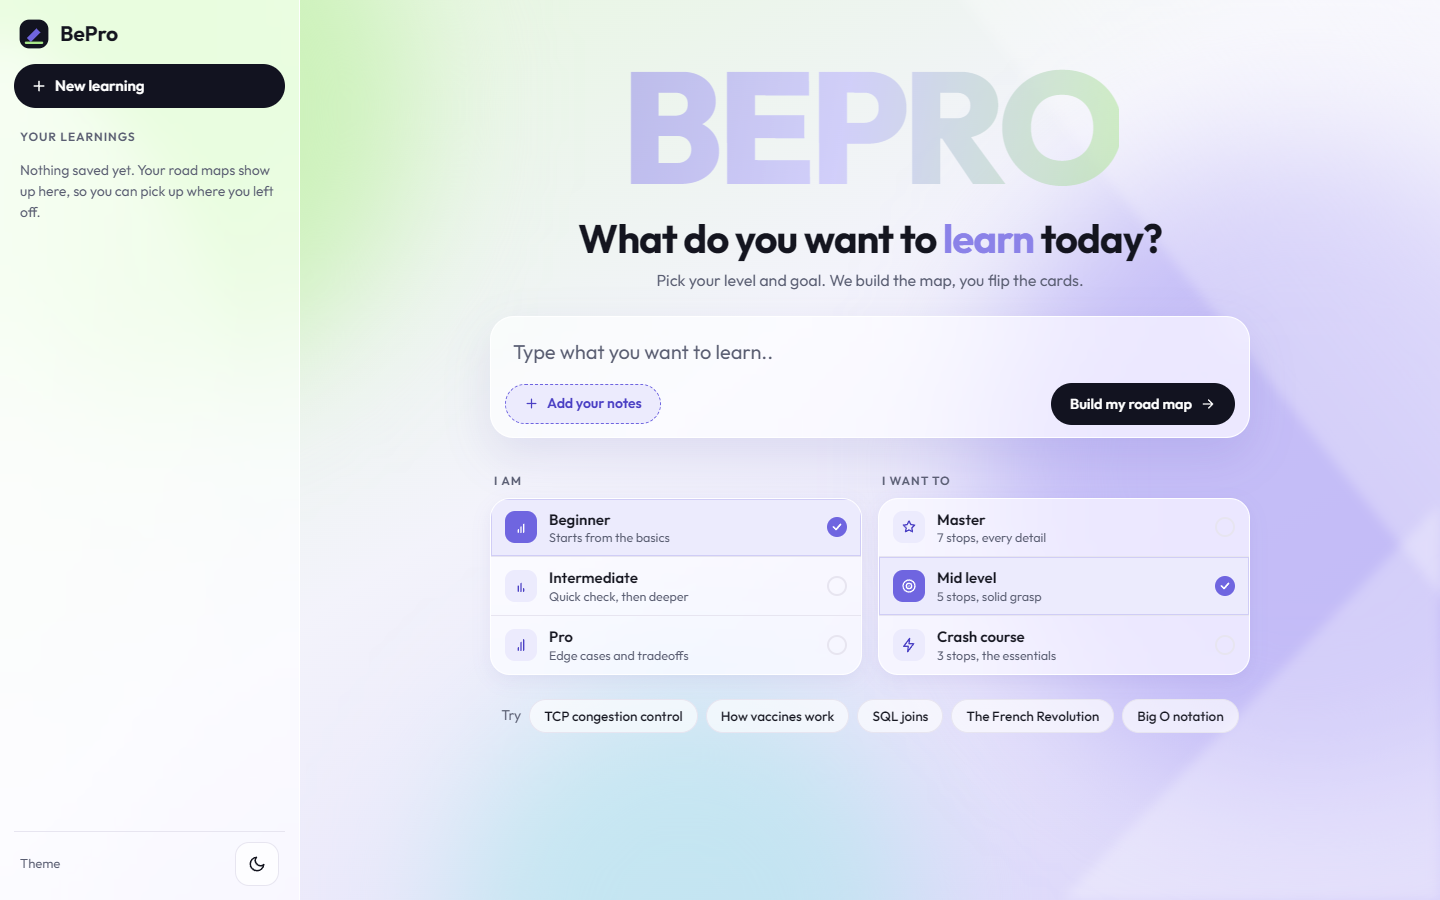 BePro
New learning
YOUR LEARNINGS
Nothing saved yet. Your road maps show
up here, so you can pick up where you left
off.
Theme
BEPRO
What do you want to learn today?
Pick your level and goal. We build the map, you flip the cards.
Type what you want to learn..
Add your notes
Build my road map
I AM
Beginner
Starts from the basics
Intermediate
Quick check, then deeper
Pro
Edge cases and tradeoffs
I WANT TO
Master
7 stops, every detail
Mid level
5 stops, solid grasp
Crash course
3 stops, the essentials
Try
TCP congestion control
How vaccines work
SQL joins
The French Revolution
Big O notation